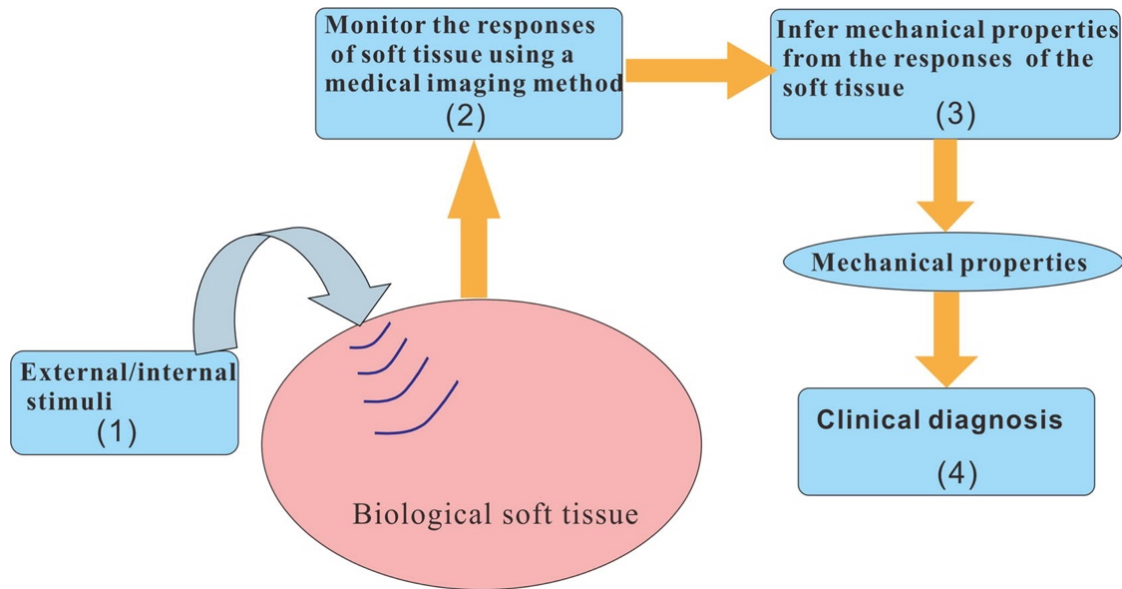 Monitor the responses
of soft tissue using a
medical imaging method
(2)
Infer mechanical properties
from the responses of the
soft tissue
(3)
Mechanical properties
External/internal
stimuli
(1)
Clinical diagnosis
(4)
Biological soft tissue